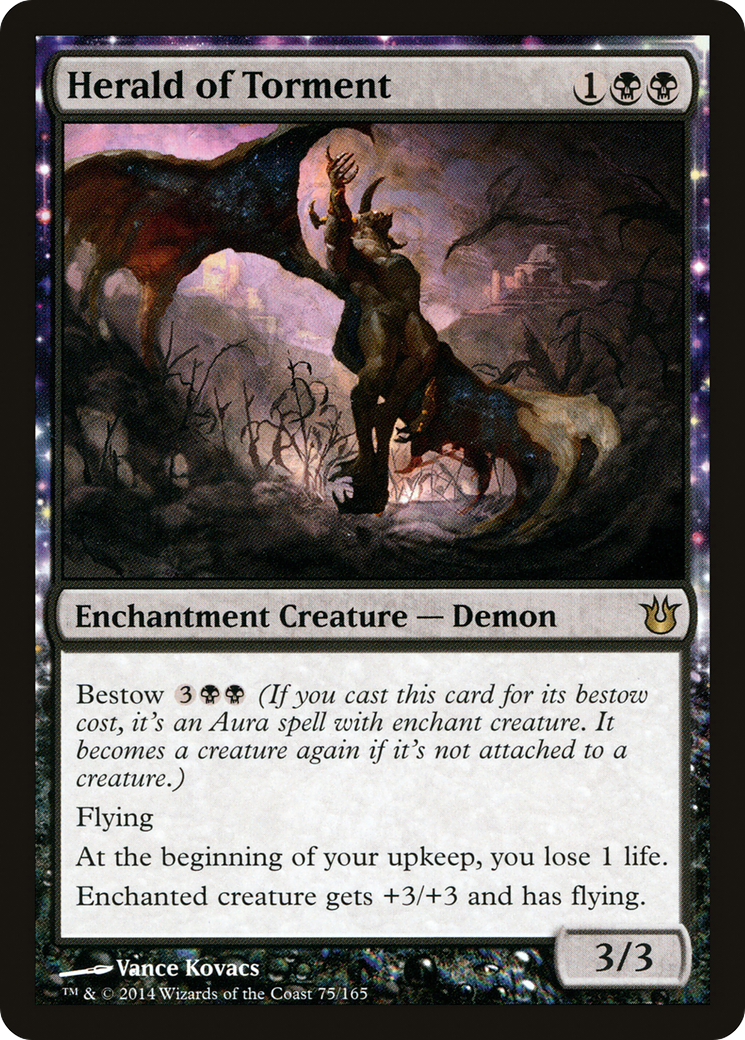 Herald of Torment 1
Enchantment Creature — Demon
Bestow 3 (If you cast this card for its bestow
cost, it's an Aura spell with enchant creature. It
becomes a creature again if it's not attached to a
creature.)
Flying
At the beginning of your upkeep, you lose 1 life.
Enchanted creature gets +3/+3 and has flying.
3/3
Vance Kovacs
™ & © 2014 Wizards of the Coast 75/165